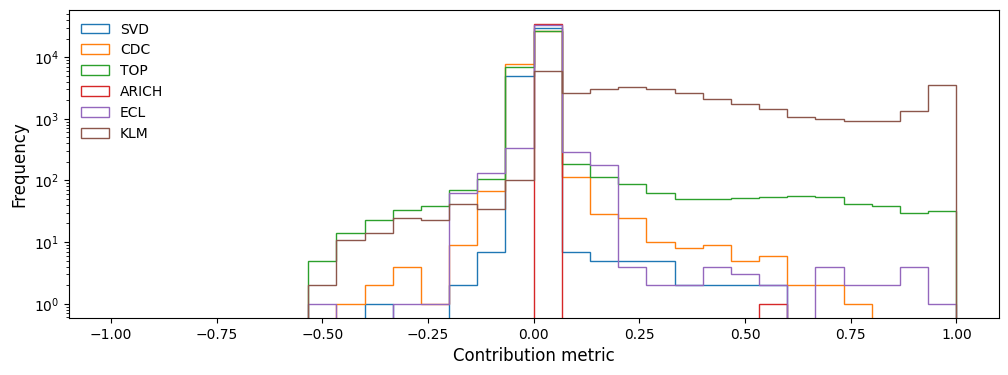 SVD
CDC
TOP
ARICH
ECL
KLM
Frequency
10⁴
10³
10²
10¹
10⁰
−1.00 −0.75 −0.50 −0.25 0.00 0.25 0.50 0.75 1.00
Contribution metric